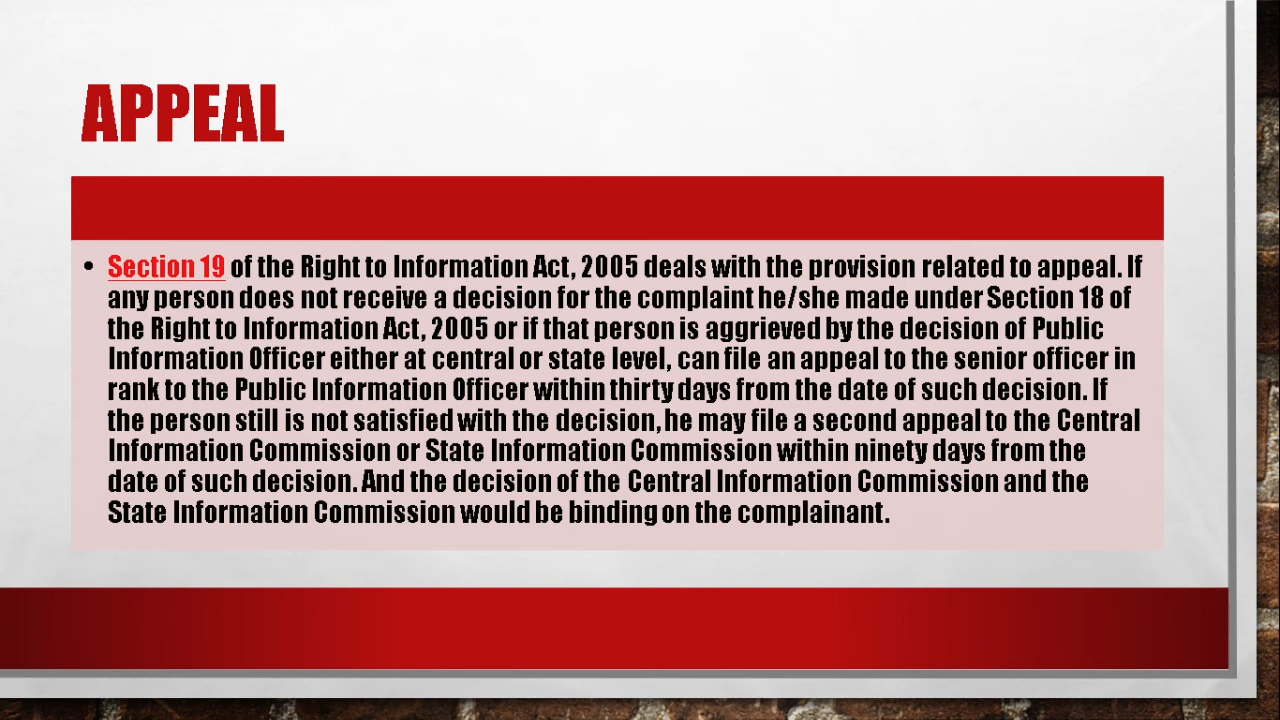 APPEAL
• Section 19 of the Right to Information Act, 2005 deals with the provision related to appeal. If
any person does not receive a decision for the complaint he/she made under Section 18 of
the Right to Information Act, 2005 or if that person is aggrieved by the decision of Public
Information Officer either at central or state level, can file an appeal to the senior officer in
rank to the Public Information Officer within thirty days from the date of such decision. If
the person still is not satisfied with the decision, he may file a second appeal to the Central
Information Commission or State Information Commission within ninety days from the
date of such decision. And the decision of the Central Information Commission and the
State Information Commission would be binding on the complainant.